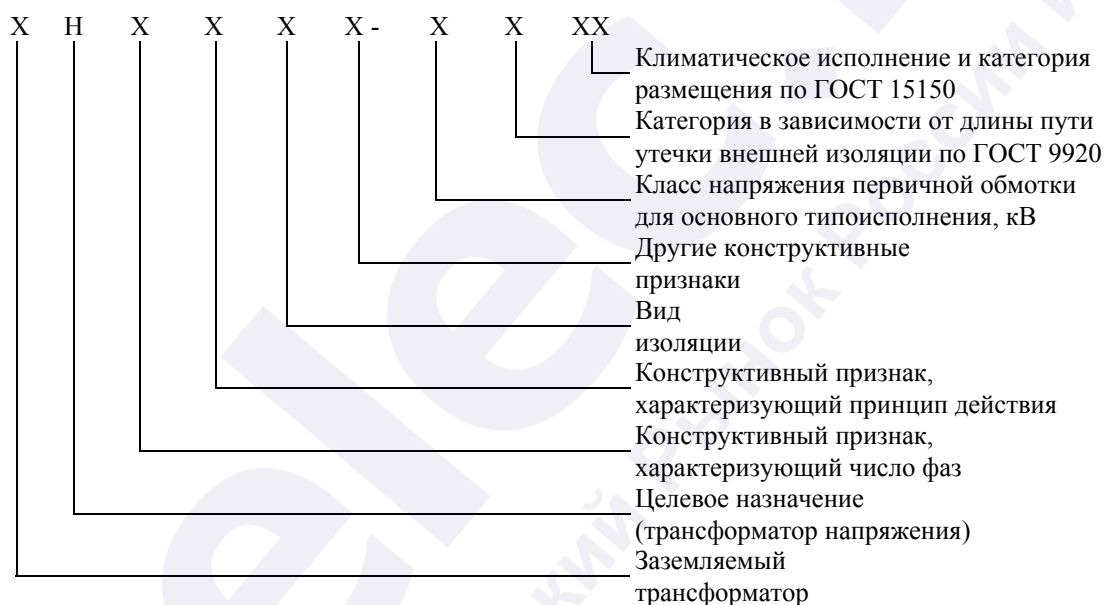 Х Н Х Х Х Х - Х Х ХХ
Климатическое исполнение и категория
размещения по ГОСТ 15150
Категория в зависимости от длины пути
утечки внешней изоляции по ГОСТ 9920
Класс напряжения первичной обмотки
для основного типоисполнения, кВ
Другие конструктивные
признаки
Вид
изоляции
Конструктивный признак,
характеризующий принцип действия
Конструктивный признак,
характеризующий число фаз
Целевое назначение
(трансформатор напряжения)
Заземляемый
трансформатор